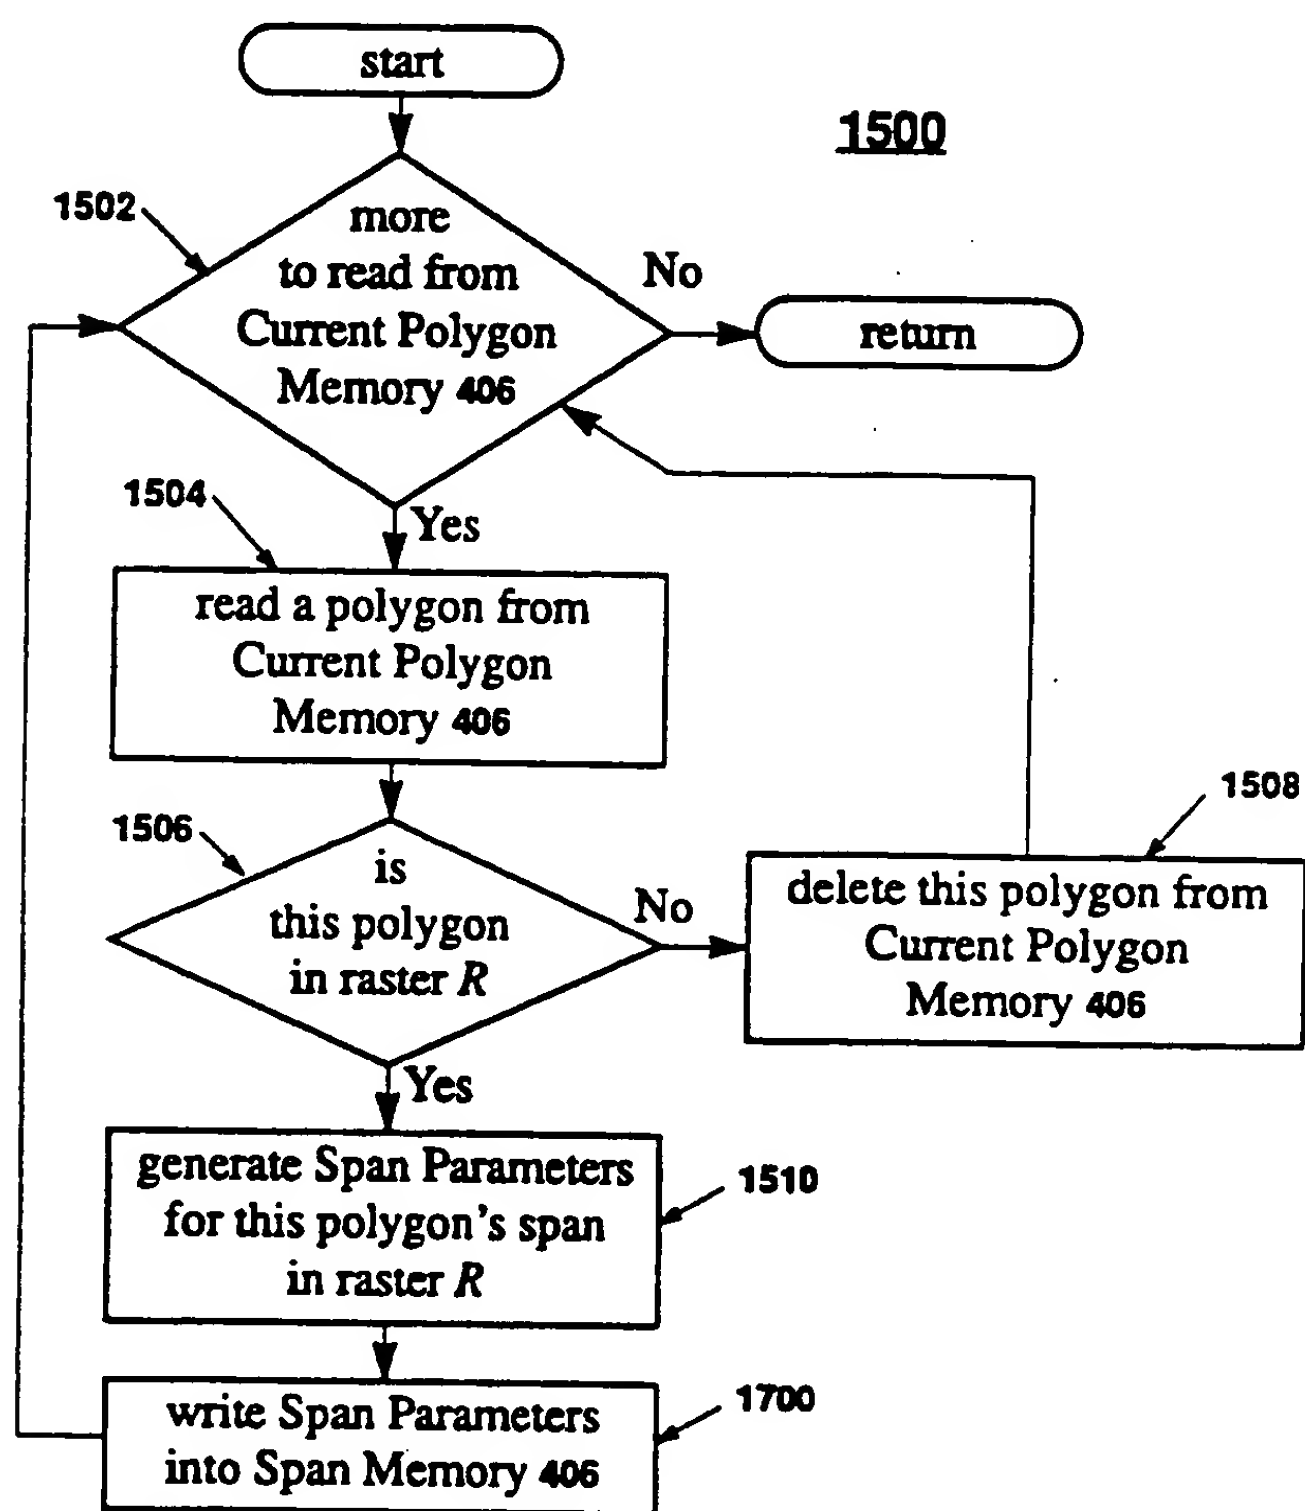 start
1500
1502
more
to read from
Current Polygon
Memory 406
No
return
1504
Yes
read a polygon from
Current Polygon
Memory 406
1506
is
this polygon
in raster R
No
1508
delete this polygon from
Current Polygon
Memory 406
Yes
generate Span Parameters
for this polygon's span
in raster R
1510
write Span Parameters
into Span Memory 406
1700